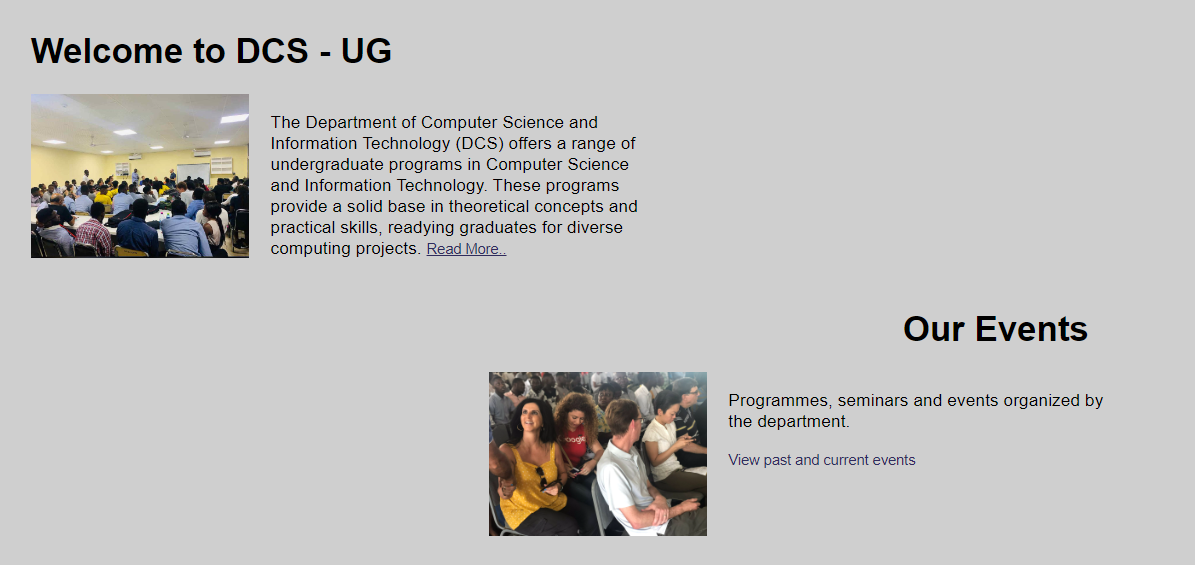 Welcome to DCS - UG
The Department of Computer Science and
Information Technology (DCS) offers a range of
undergraduate programs in Computer Science
and Information Technology. These programs
provide a solid base in theoretical concepts and
practical skills, readying graduates for diverse
computing projects. Read More..
Our Events
Programmes, seminars and events organized by
the department.
View past and current events